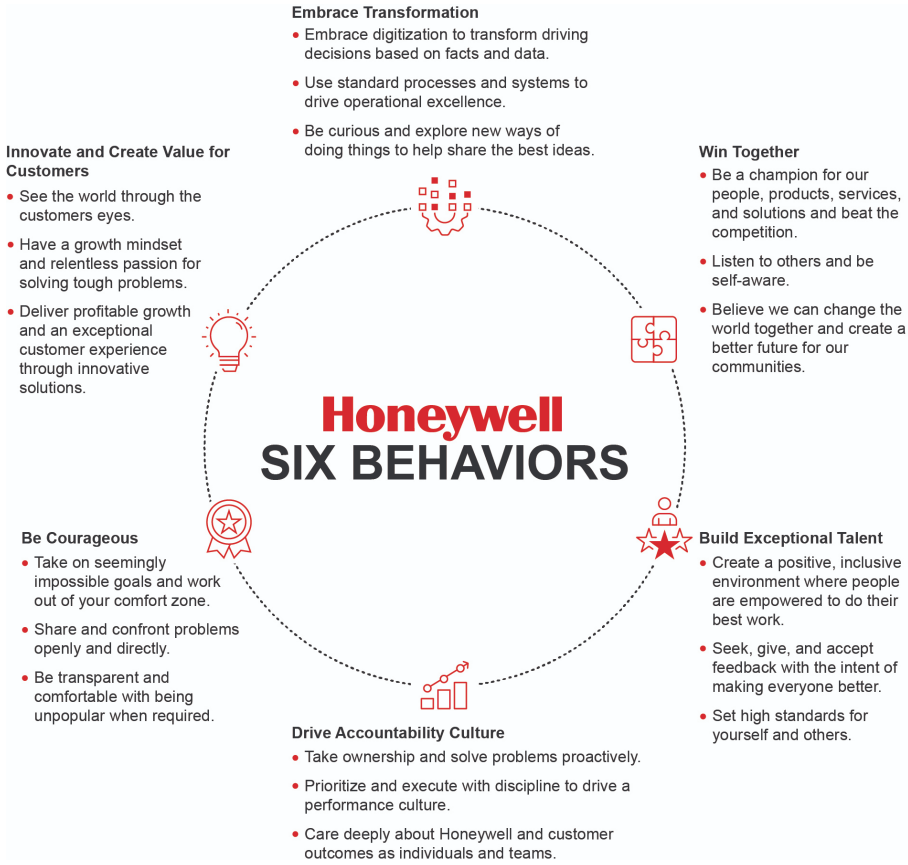 Embrace Transformation
• Embrace digitization to transform driving
decisions based on facts and data.
• Use standard processes and systems to
drive operational excellence.
• Be curious and explore new ways of
doing things to help share the best ideas.
Innovate and Create Value for
Customers
• See the world through the
customers eyes.
• Have a growth mindset
and relentless passion for
solving tough problems.
• Deliver profitable growth
and an exceptional
customer experience
through innovative
solutions.
Win Together
• Be a champion for our
people, products, services,
and solutions and beat the
competition.
• Listen to others and be
self-aware.
• Believe we can change the
world together and create a
better future for our
communities.
Honeywell
SIX BEHAVIORS
Be Courageous
• Take on seemingly
impossible goals and work
out of your comfort zone.
• Share and confront problems
openly and directly.
• Be transparent and
comfortable with being
unpopular when required.
Build Exceptional Talent
• Create a positive, inclusive
environment where people
are empowered to do their
best work.
• Seek, give, and accept
feedback with the intent of
making everyone better.
• Set high standards for
yourself and others.
Drive Accountability Culture
• Take ownership and solve problems proactively.
• Prioritize and execute with discipline to drive a
performance culture.
• Care deeply about Honeywell and customer
outcomes as individuals and teams.